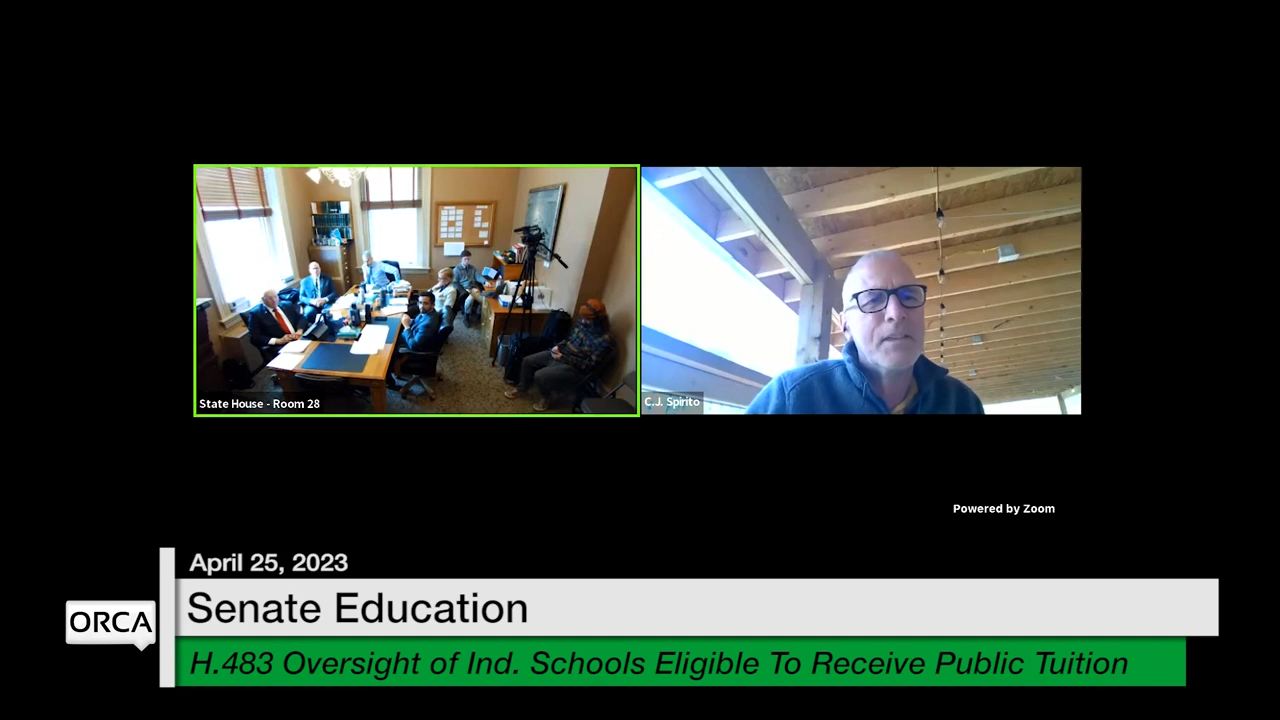 State House - Room 28
C.J. Spirito
Powered by Zoom
April 25, 2023
Senate Education
ORCA
H.483 Oversight of Ind. Schools Eligible To Receive Public Tuition